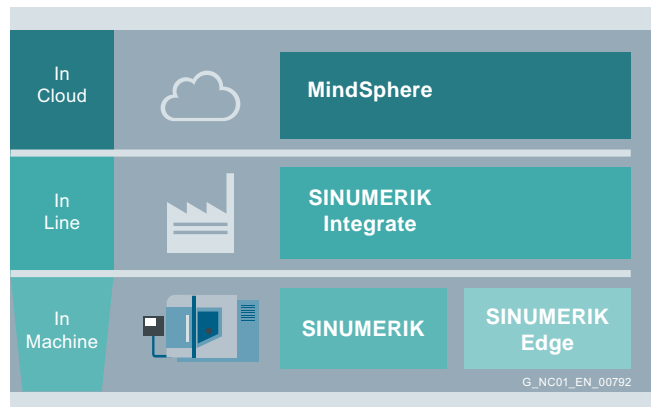 In
Cloud
MindSphere
In
Line
SINUMERIK
Integrate
In
Machine
SINUMERIK
SINUMERIK
Edge
G_NC01_EN_00792